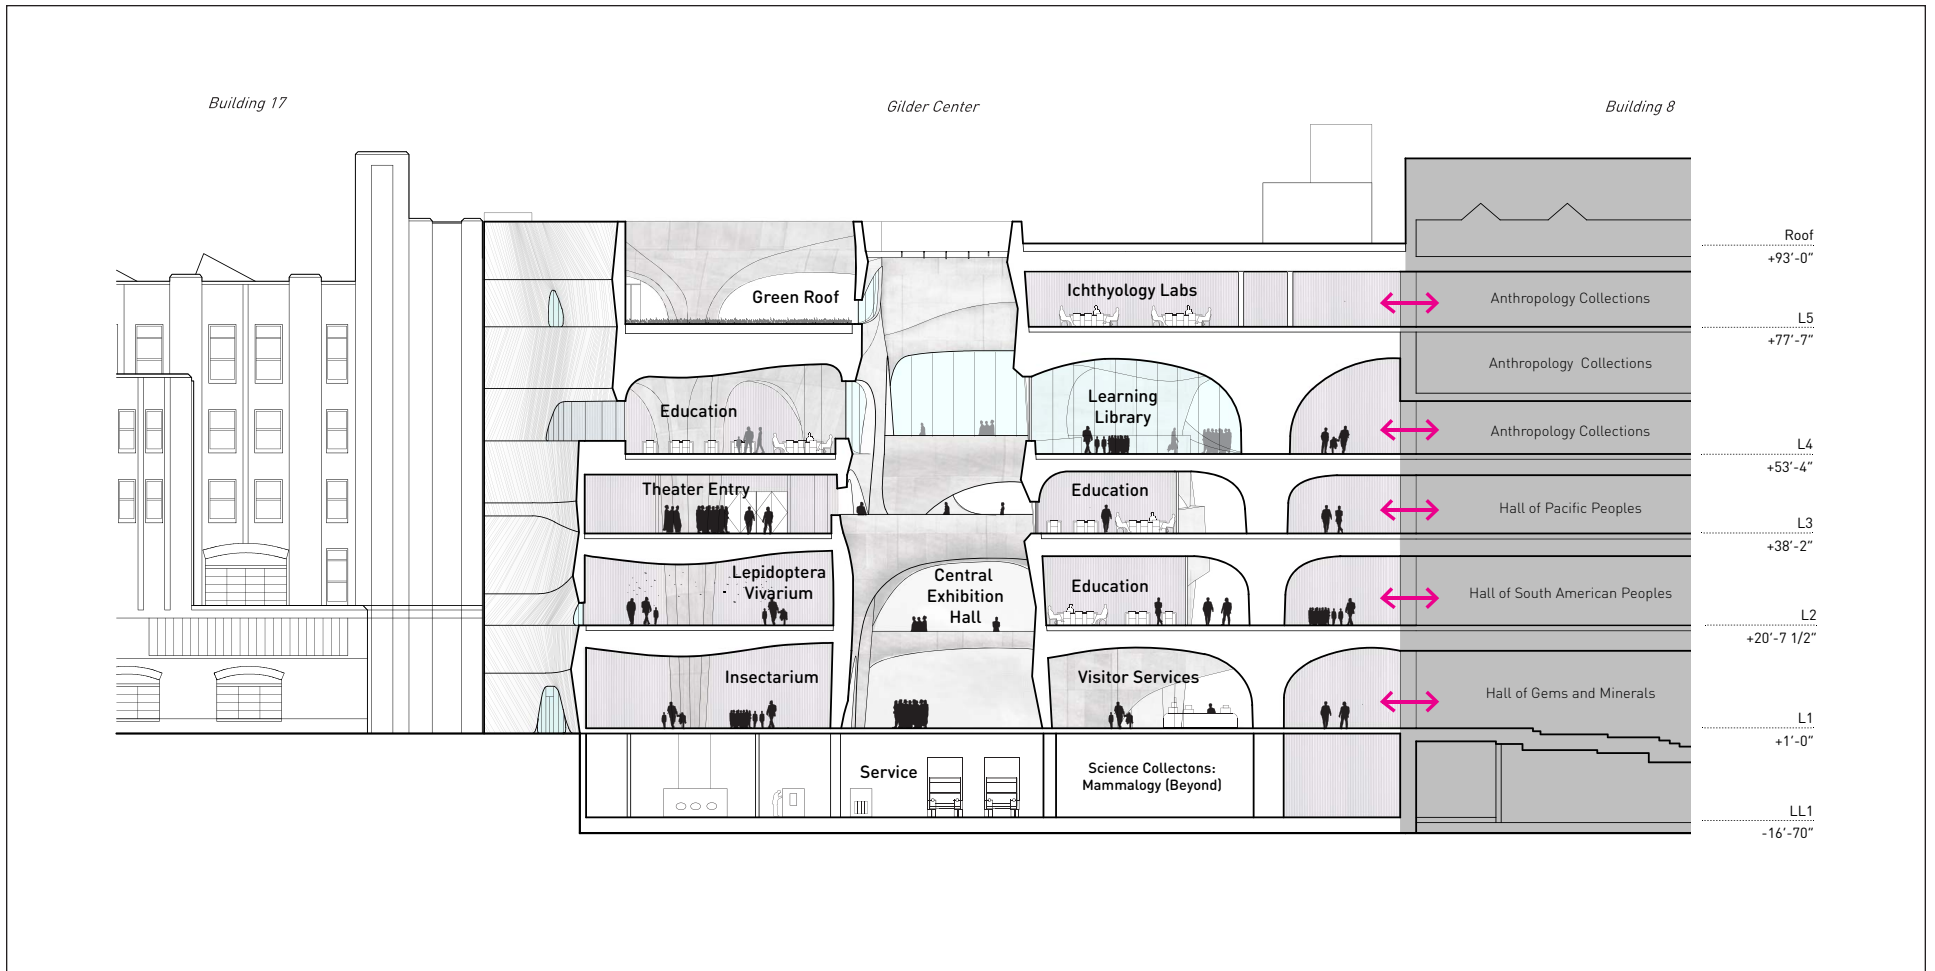 Building 17
Gilder Center
Building 8
Roof
+93’-0”
Green Roof
Ichthyology Labs
Anthropology Collections
L5
+77’-7”
Anthropology Collections
Education
Learning
Library
Anthropology Collections
L4
+53’-4”
Theater Entry
Education
Hall of Pacific Peoples
L3
+38’-2”
Lepidoptera
Vivarium
Central
Exhibition
Hall
Education
Hall of South American Peoples
L2
+20’-7 1/2”
Insectarium
Visitor Services
Hall of Gems and Minerals
L1
+1’-0”
Service
Science Collectons:
Mammalogy (Beyond)
LL1
-16’-70”